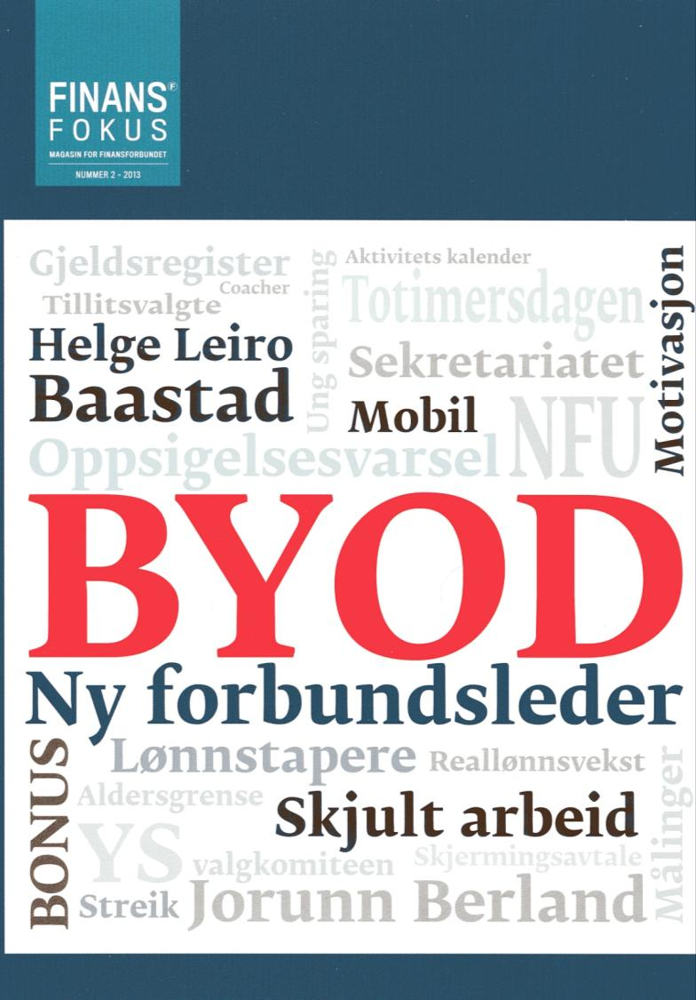 FINANS
FOKUS
MAGASIN FOR FINANSFORBUNDET
NUMMER 2 - 2013
Gjeldsregister
Coacher
Tillitsvalgte
Helge Leiro
Baastad
Ung sparing
Aktivitets kalender
Totimersdagen
Sekretariatet
Mobil
NFU
Motivasjon
Oppsigelsesvarsel
BYOD
Ny forbundsleder
BONUS
Lønnstapere
Reallønnsvekst
Aldersgrense
Skjult arbeid
YS
valgkomiteen
Skjermingsavtale
Streik
Jorunn Berland
Målinger